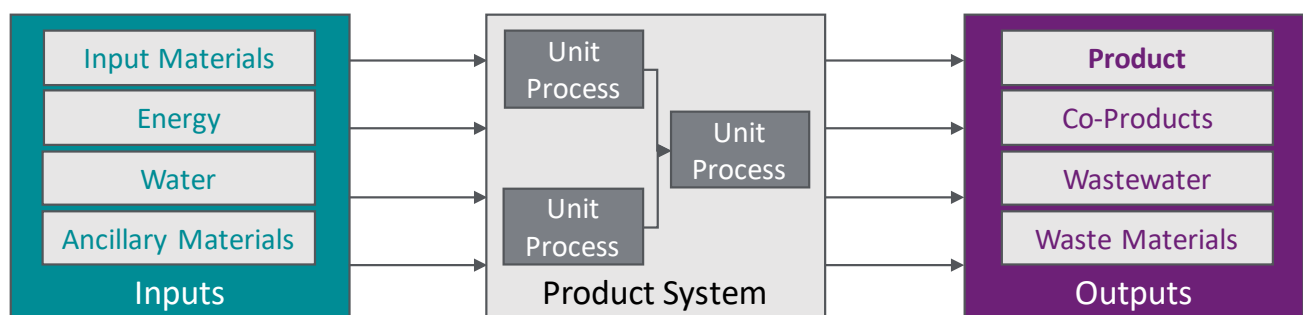 Input Materials
Energy
Water
Ancillary Materials
Inputs
Unit
Process
Unit
Process
Unit
Process
Product System
Product
Co-Products
Wastewater
Waste Materials
Outputs